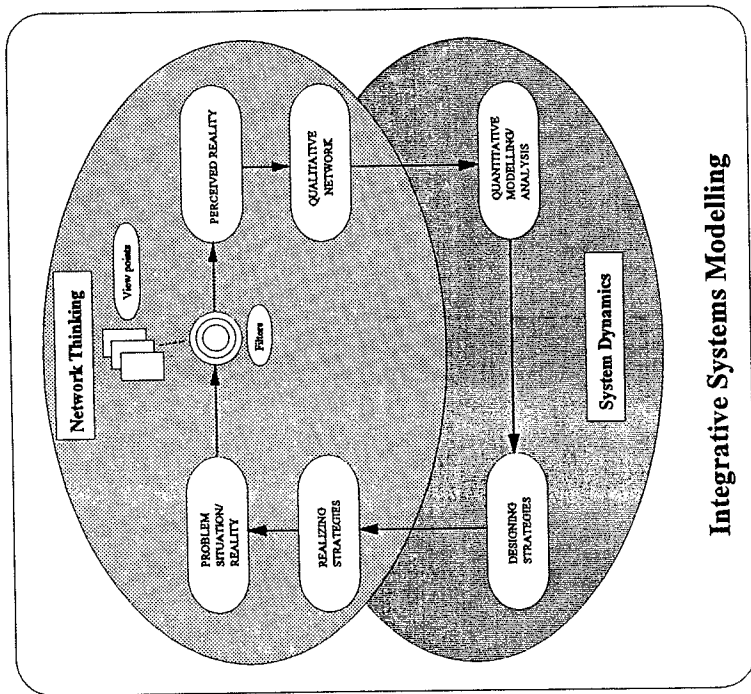 Network Thinking
View points
PROBLEM
SITUATION/
REALITY
Filters
PERCEIVED REALITY
REALIZING
STRATEGIES
QUALITATIVE
NETWORK
DESIGNING
STRATEGIES
QUANTITATIVE
MODELLING/
ANALYSIS
System Dynamics
Integrative Systems Modelling